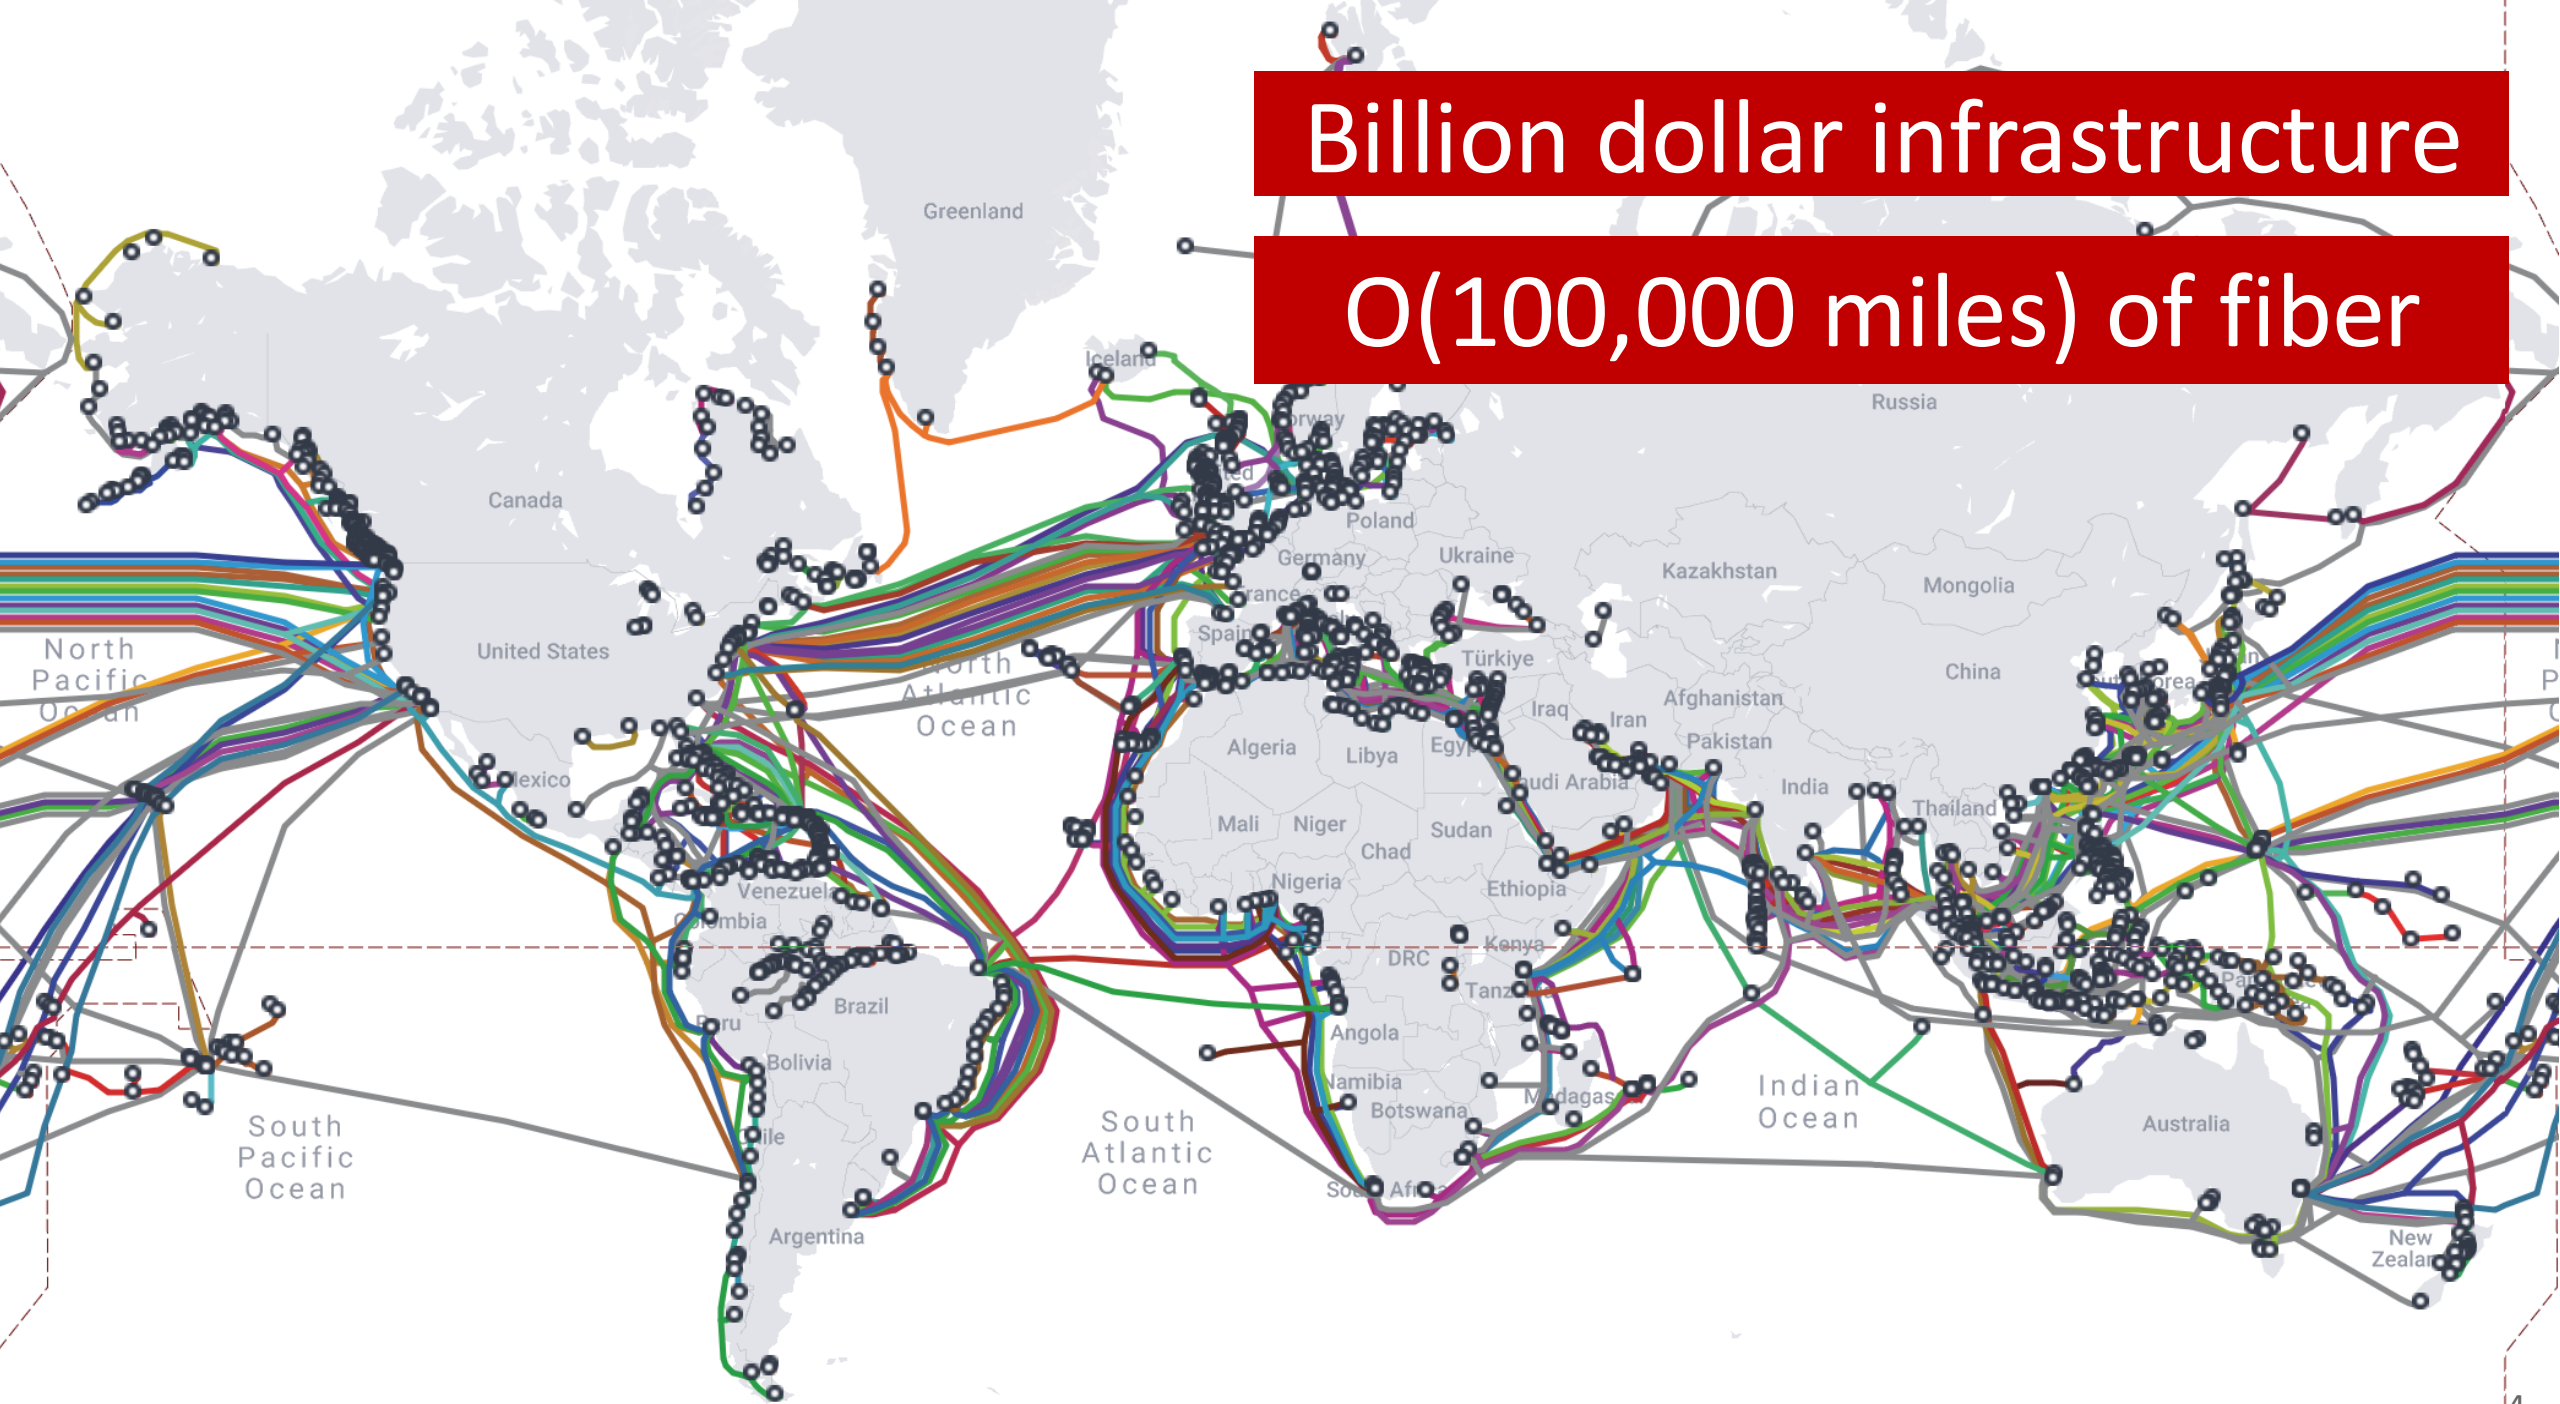 Billion dollar infrastructure
Greenland
O(100,000 miles) of fiber
Iceland
Russia
Canada
Poland
Germany
Ukraine
Kazakhstan
Mongolia
North
Pacific
United States
Spain
Türkiye
China
Atlantic
Ocean
Afghanistan
Iraq
Iran
Algeria
Libya
Pakistan
Mexico
India
Thailand
Mali
Niger
Sudan
Chad
Nigeria
Ethiopia
Venezuela
Kenya
DRC
Brazil
Angola
Bolivia
Namibia
Botswana
Indian
Ocean
South
Pacific
Ocean
South
Atlantic
Ocean
Australia
Argentina
New